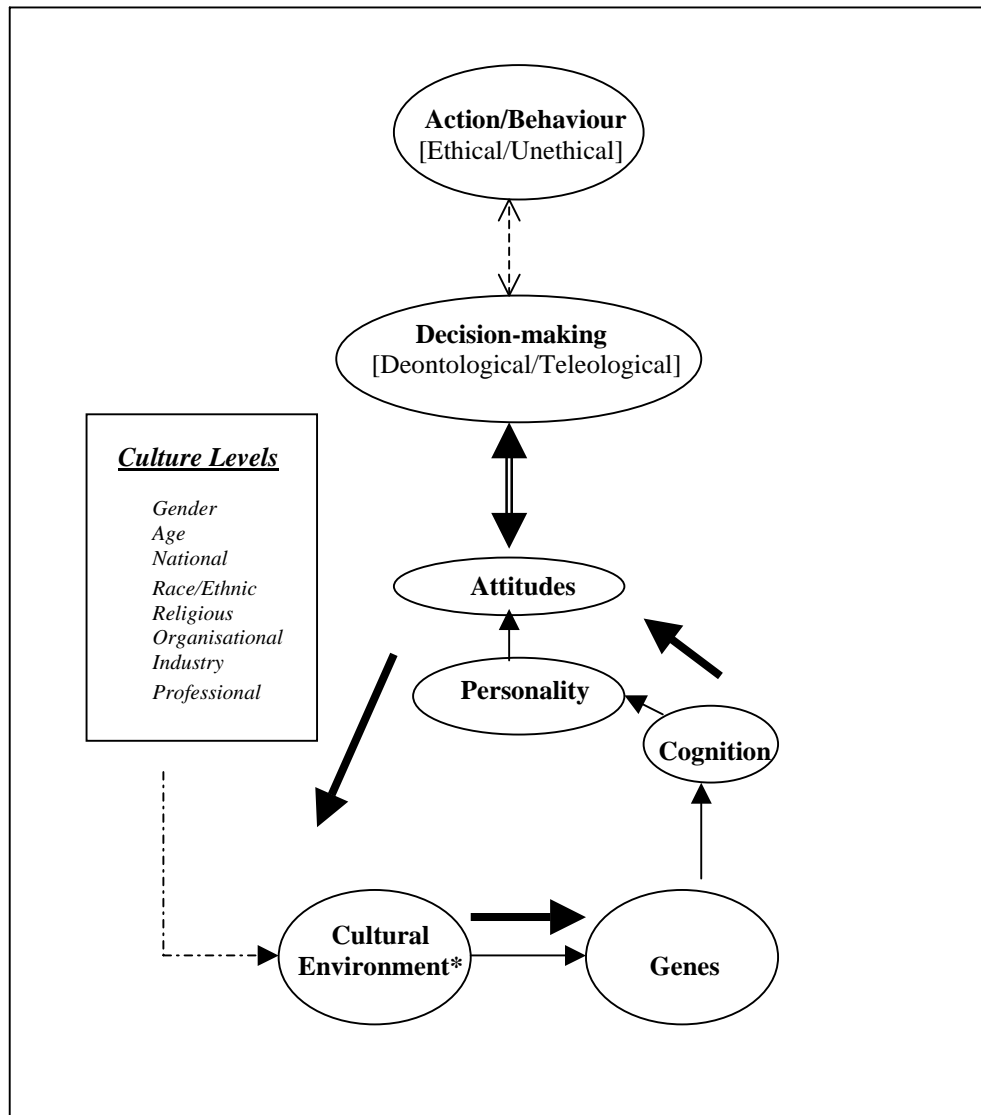 Action/Behaviour
[Ethical/Unethical]
Decision-making
[Deontological/Teleological]
Culture Levels
Gender
Age
National
Race/Ethnic
Religious
Organisational
Industry
Professional
Attitudes
Personality
Cognition
Cultural
Environment*
Genes